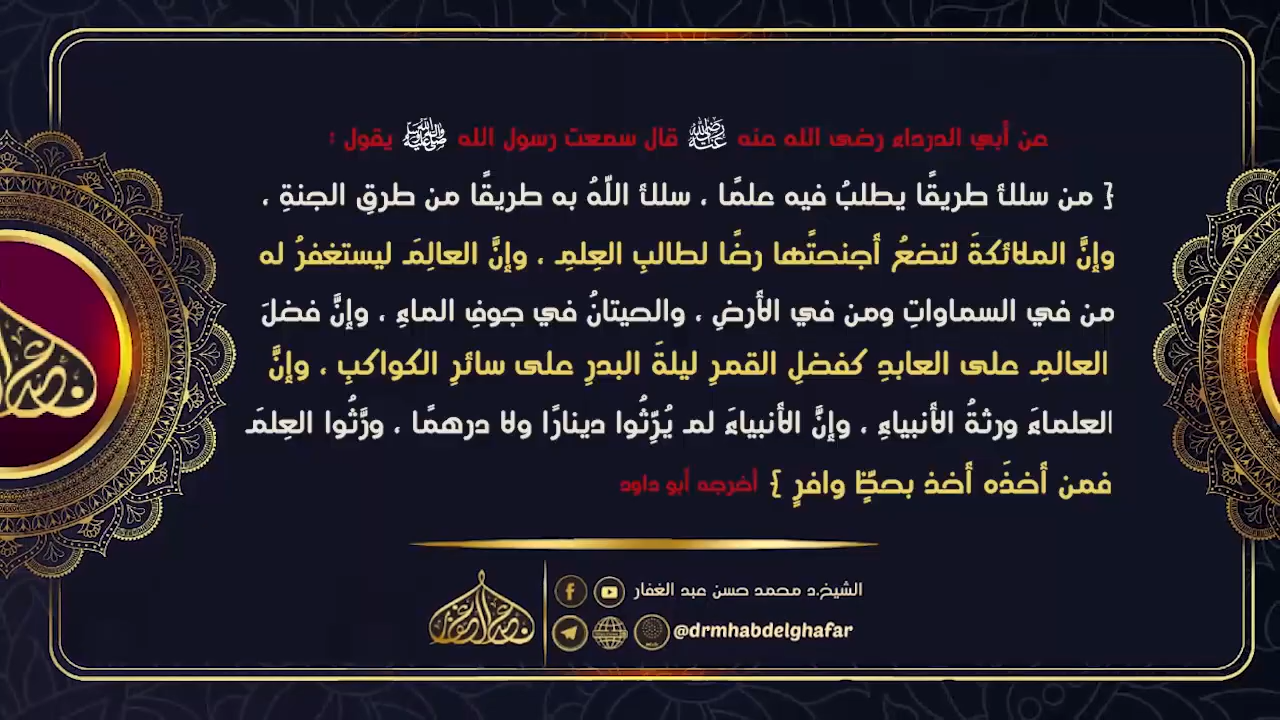 عن أبي الدرداء رضى الله عنه ﵁ قال سمعت رسول الله ﷺ يقول :
{ من سلك طريقًا يطلبُ فيه علمًا ، سلك اللّهُ به طريقًا من طرقِ الجنةِ ،
وإنَّ الملائكةَ لتضعُ أجنحتَها رضًا لطالبِ العِلمِ ، وإنَّ العالِمَ ليستغفرُ له
من في السماواتِ ومن في الأرضِ ، والحيتانُ في جوفِ الماءِ ، وإنَّ فضلَ
العالمِ على العابدِ كفضلِ القمرِ ليلةَ البدرِ على سائرِ الكواكبِ ، وإنَّ
العلماءَ ورثةُ الأنبياءِ ، وإنَّ الأنبياءَ لم يُرِّثُوا دينارًا ولا درهمًا ، ورَّثُوا العِلمَ
فمن أخذَه أخذ بحظٍّ وافرٍ } أخرجه أبو داود
الشيخ.د محمد حسن عبد الغفار
@drmhabdelghafar